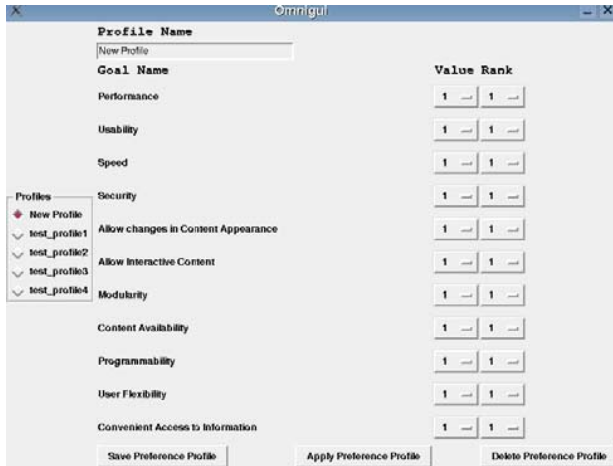 Omnigui
Profile Name
New Profile
Goal Name Value Rank
Performance 1 1
Usability 1 1
Speed 1 1
Security 1 1
Allow changes in Content Appearance 1 1
Allow Interactive Content 1 1
Modularity 1 1
Content Availability 1 1
Programmability 1 1
User Flexibility 1 1
Convenient Access to Information 1 1
Profiles
New Profile
test_profile1
test_profile2
test_profile3
test_profile4
Save Preference Profile
Apply Preference Profile
Delete Preference Profile